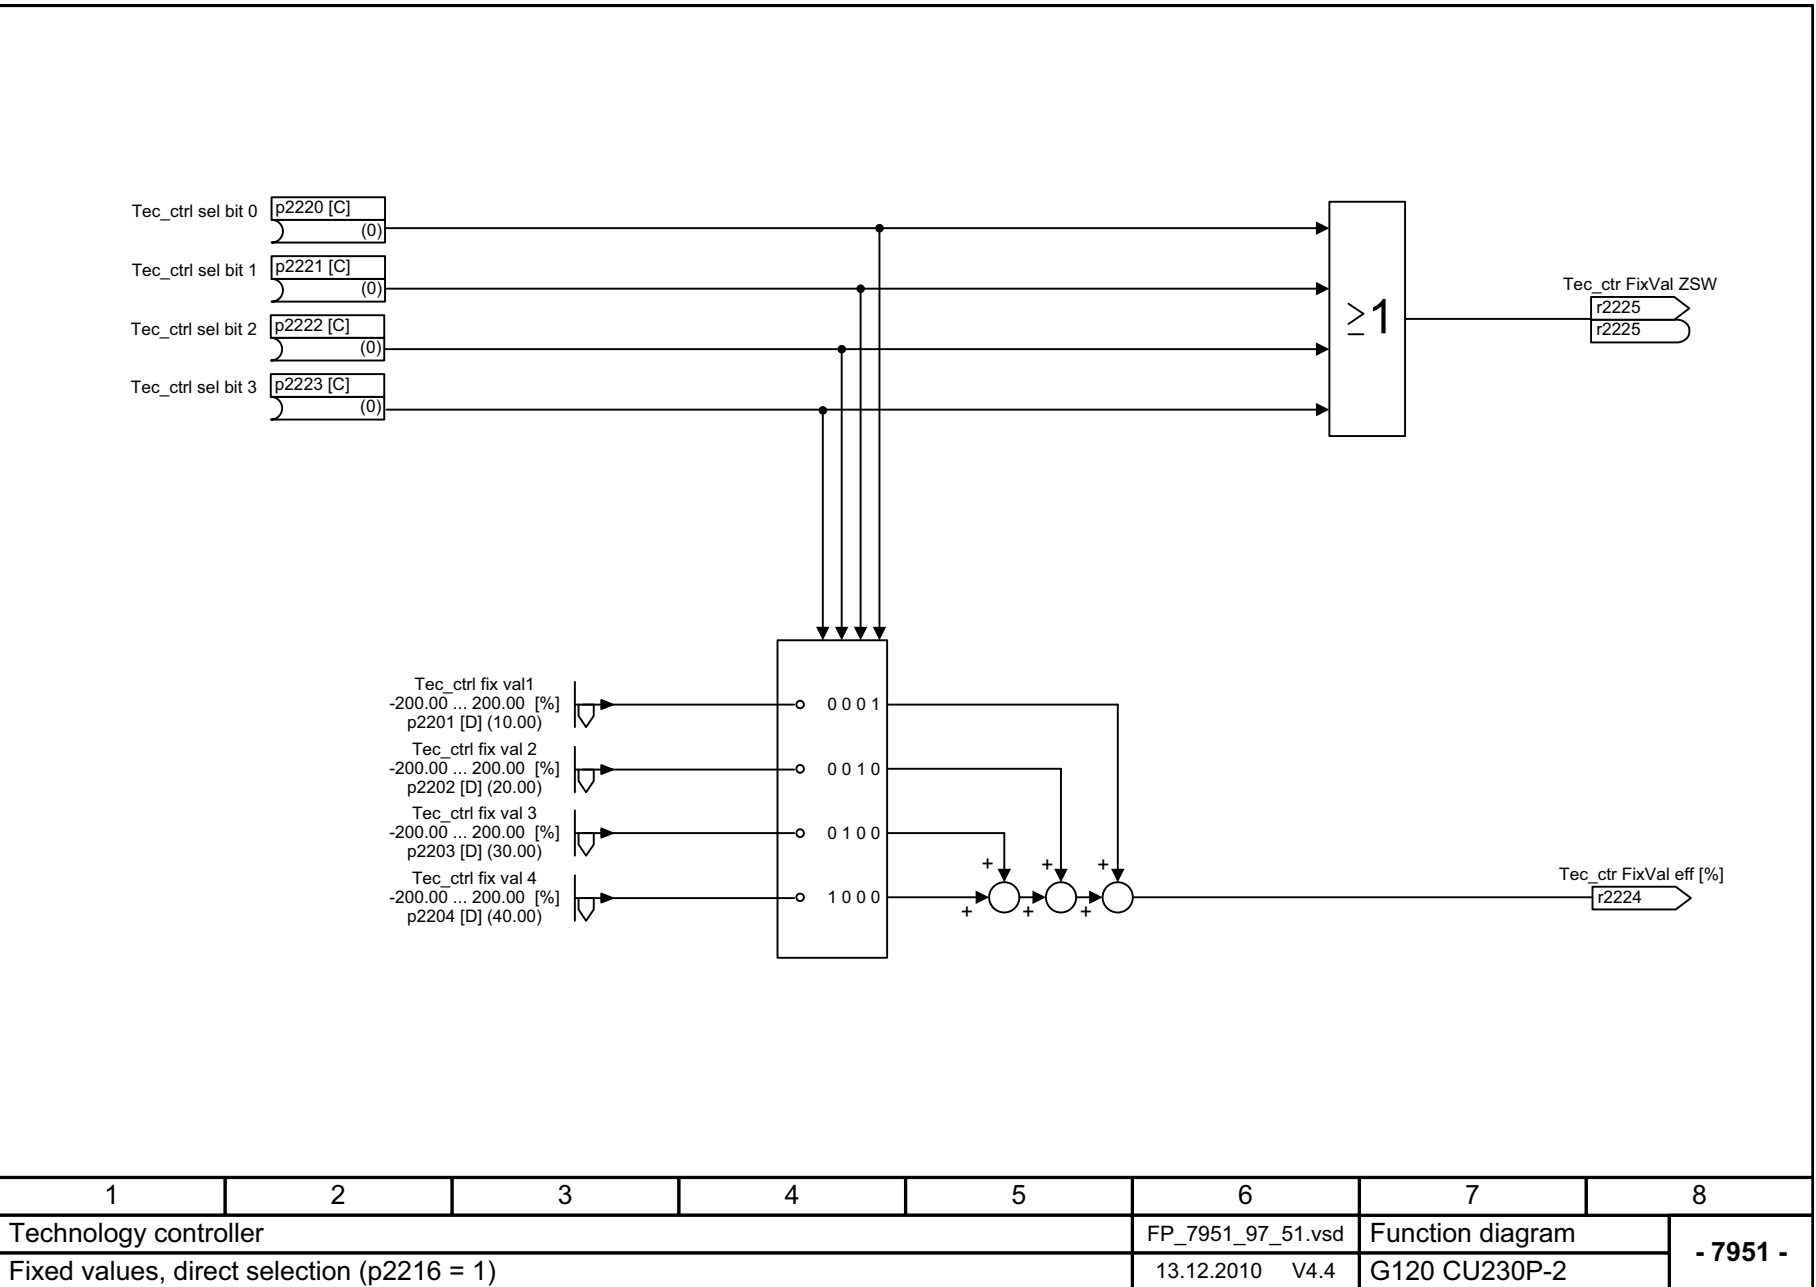 Tec_ctrl sel bit 0 p2220 [C]
(0)
Tec_ctrl sel bit 1 p2221 [C]
(0)
Tec_ctrl sel bit 2 p2222 [C]
(0)
Tec_ctrl sel bit 3 p2223 [C]
(0)
≥1
Tec_ctr FixVal ZSW
r2225
r2225
Tec_ctrl fix val1
-200.00 ... 200.00 [%]
p2201 [D] (10.00)
0 0 0 1
Tec_ctrl fix val 2
-200.00 ... 200.00 [%]
p2202 [D] (20.00)
0 0 1 0
Tec_ctrl fix val 3
-200.00 ... 200.00 [%]
p2203 [D] (30.00)
0 1 0 0
Tec_ctrl fix val 4
-200.00 ... 200.00 [%]
p2204 [D] (40.00)
1 0 0 0
+ + +
+ + +
Tec_ctr FixVal eff [%]
r2224
1 2 3 4 5 6 7 8
Technology controller FP_7951_97_51.vsd Function diagram
- 7951 -
Fixed values, direct selection (p2216 = 1) 13.12.2010 V4.4 G120 CU230P-2